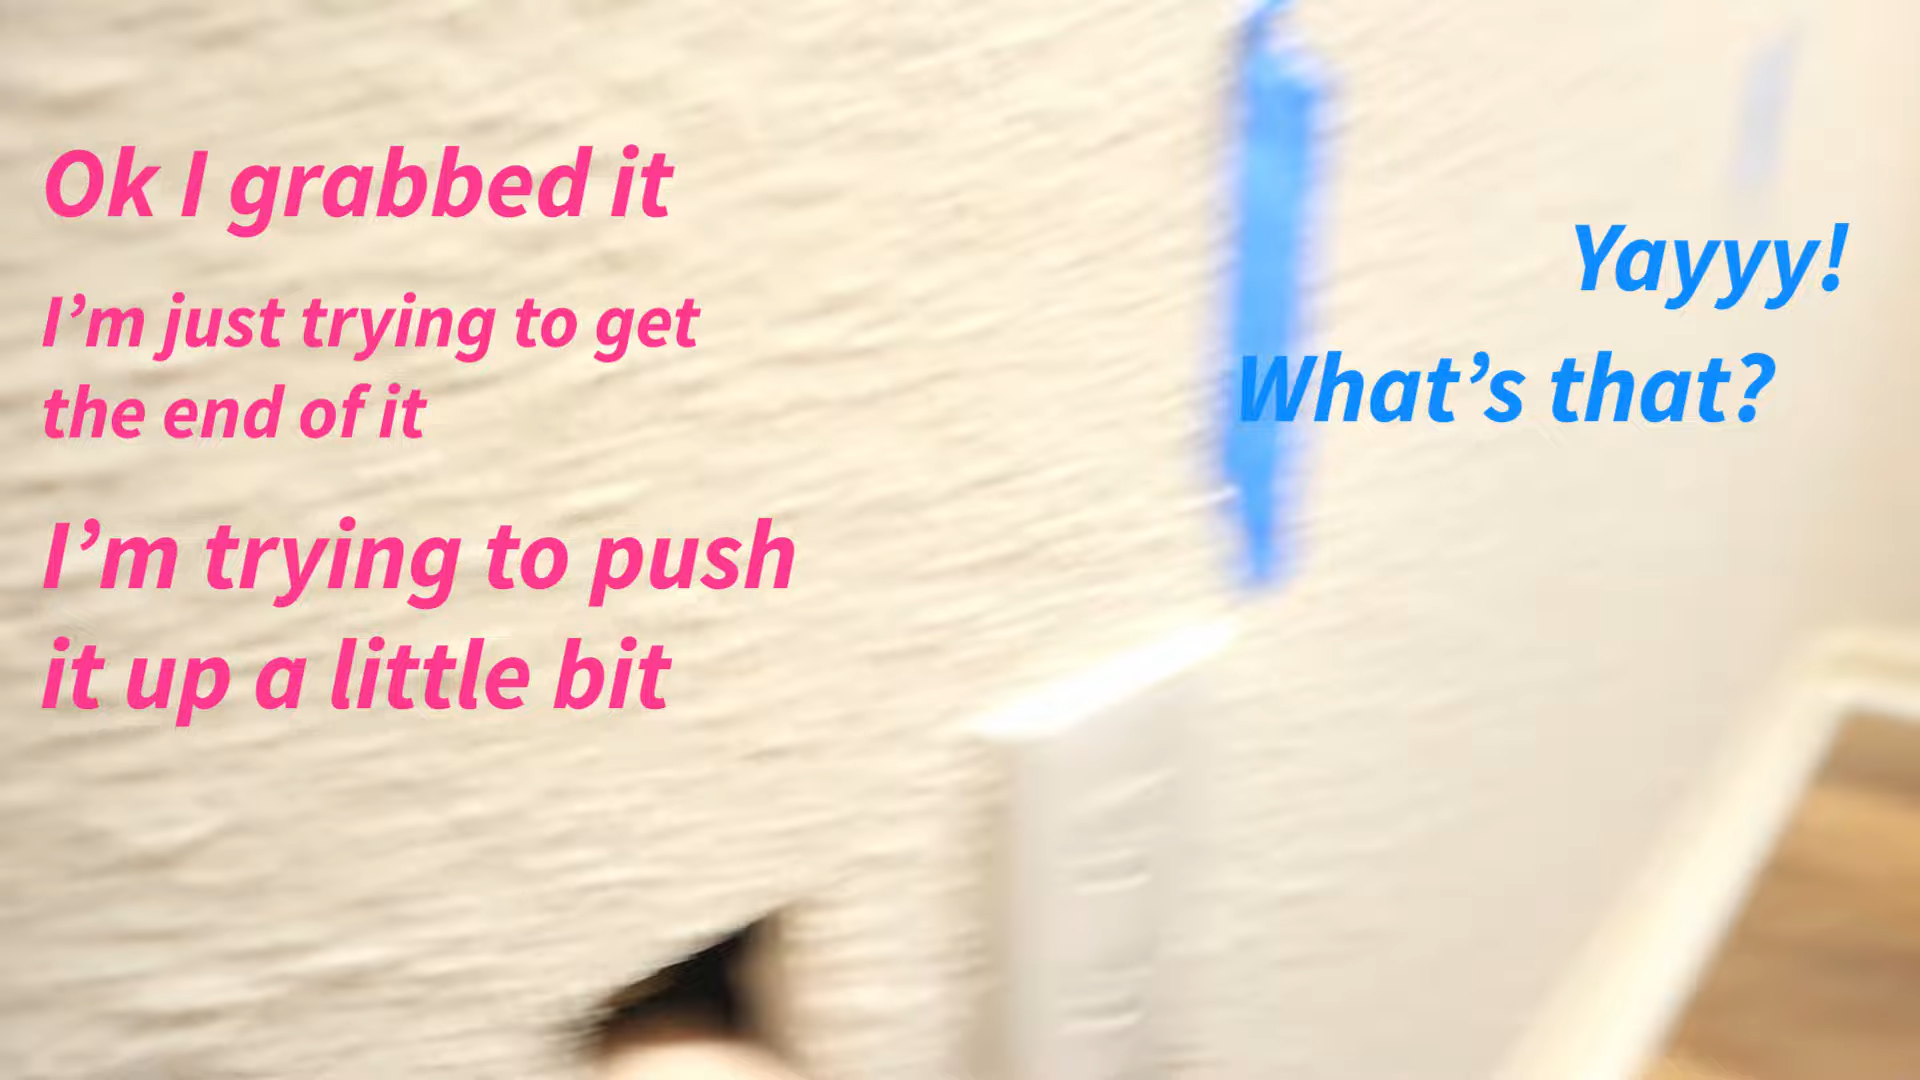 Ok I grabbed it
Yayyy!
I’m just trying to get
the end of it
What’s that?
I’m trying to push
it up a little bit